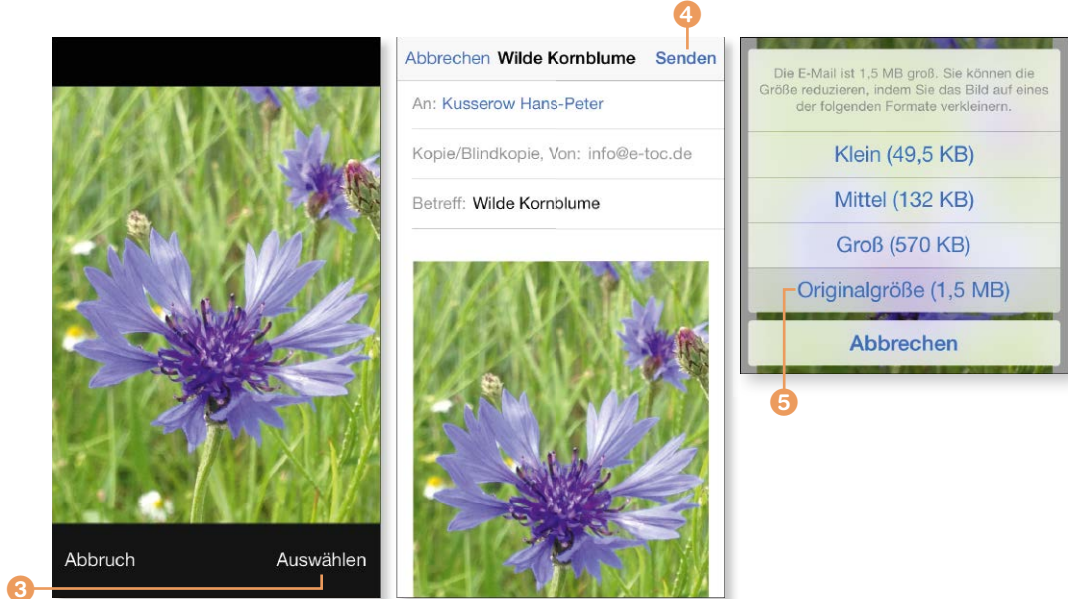 4
Abbrechen Wilde Kornblume Senden
An: Kusserow Hans-Peter
Kopie/Blindkopie, Von: info@e-toc.de
Betreff: Wilde Kornblume
Die E-Mail ist 1,5 MB groß. Sie können die
Größe reduzieren, indem Sie das Bild auf eines
der folgenden Formate verkleinern.
Klein (49,5 KB)
Mittel (132 KB)
Groß (570 KB)
Originalgröße (1,5 MB)
Abbrechen
5
Abbruch Auswählen
3